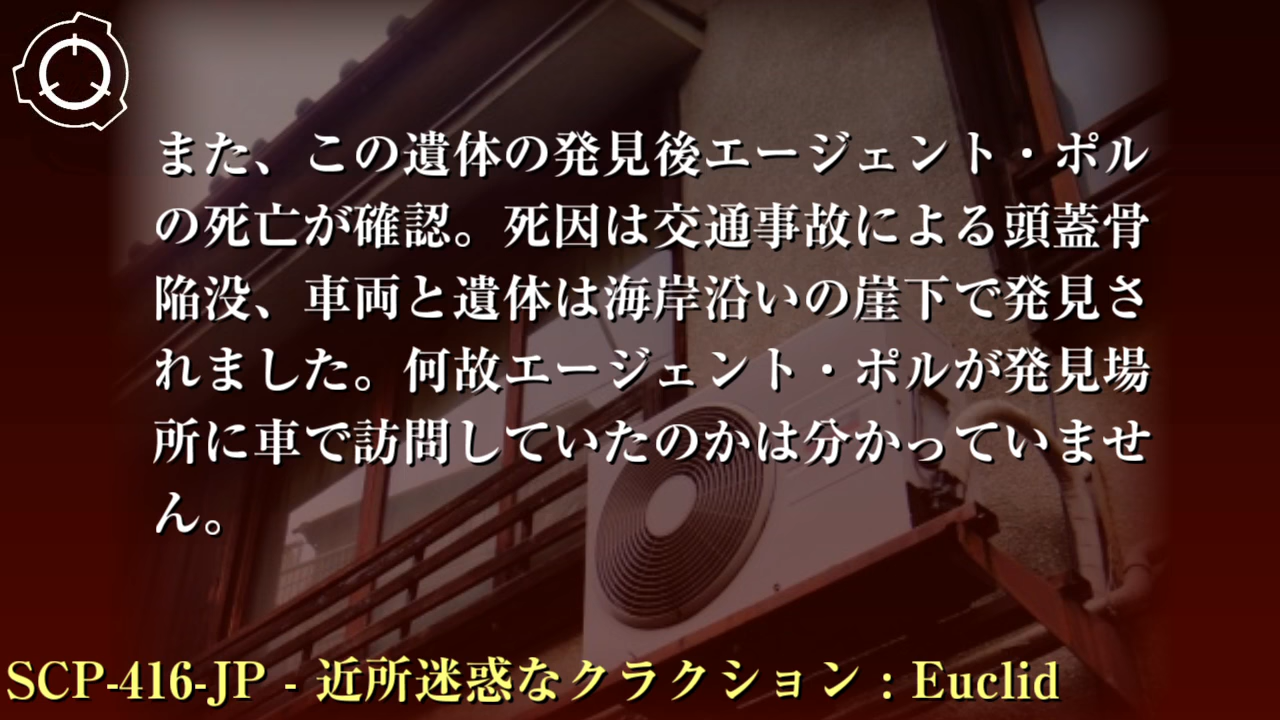 また、この遺体の発見後エージェント・ポル
の死亡が確認。死因は交通事故による頭蓋骨
陥没、車両と遺体は海岸沿いの崖下で発見さ
れました。何故エージェント・ポルが発見場
所に車で訪問していたのかは分かっていませ
ん。
SCP-416-JP - 近所迷惑なクラクション : Euclid